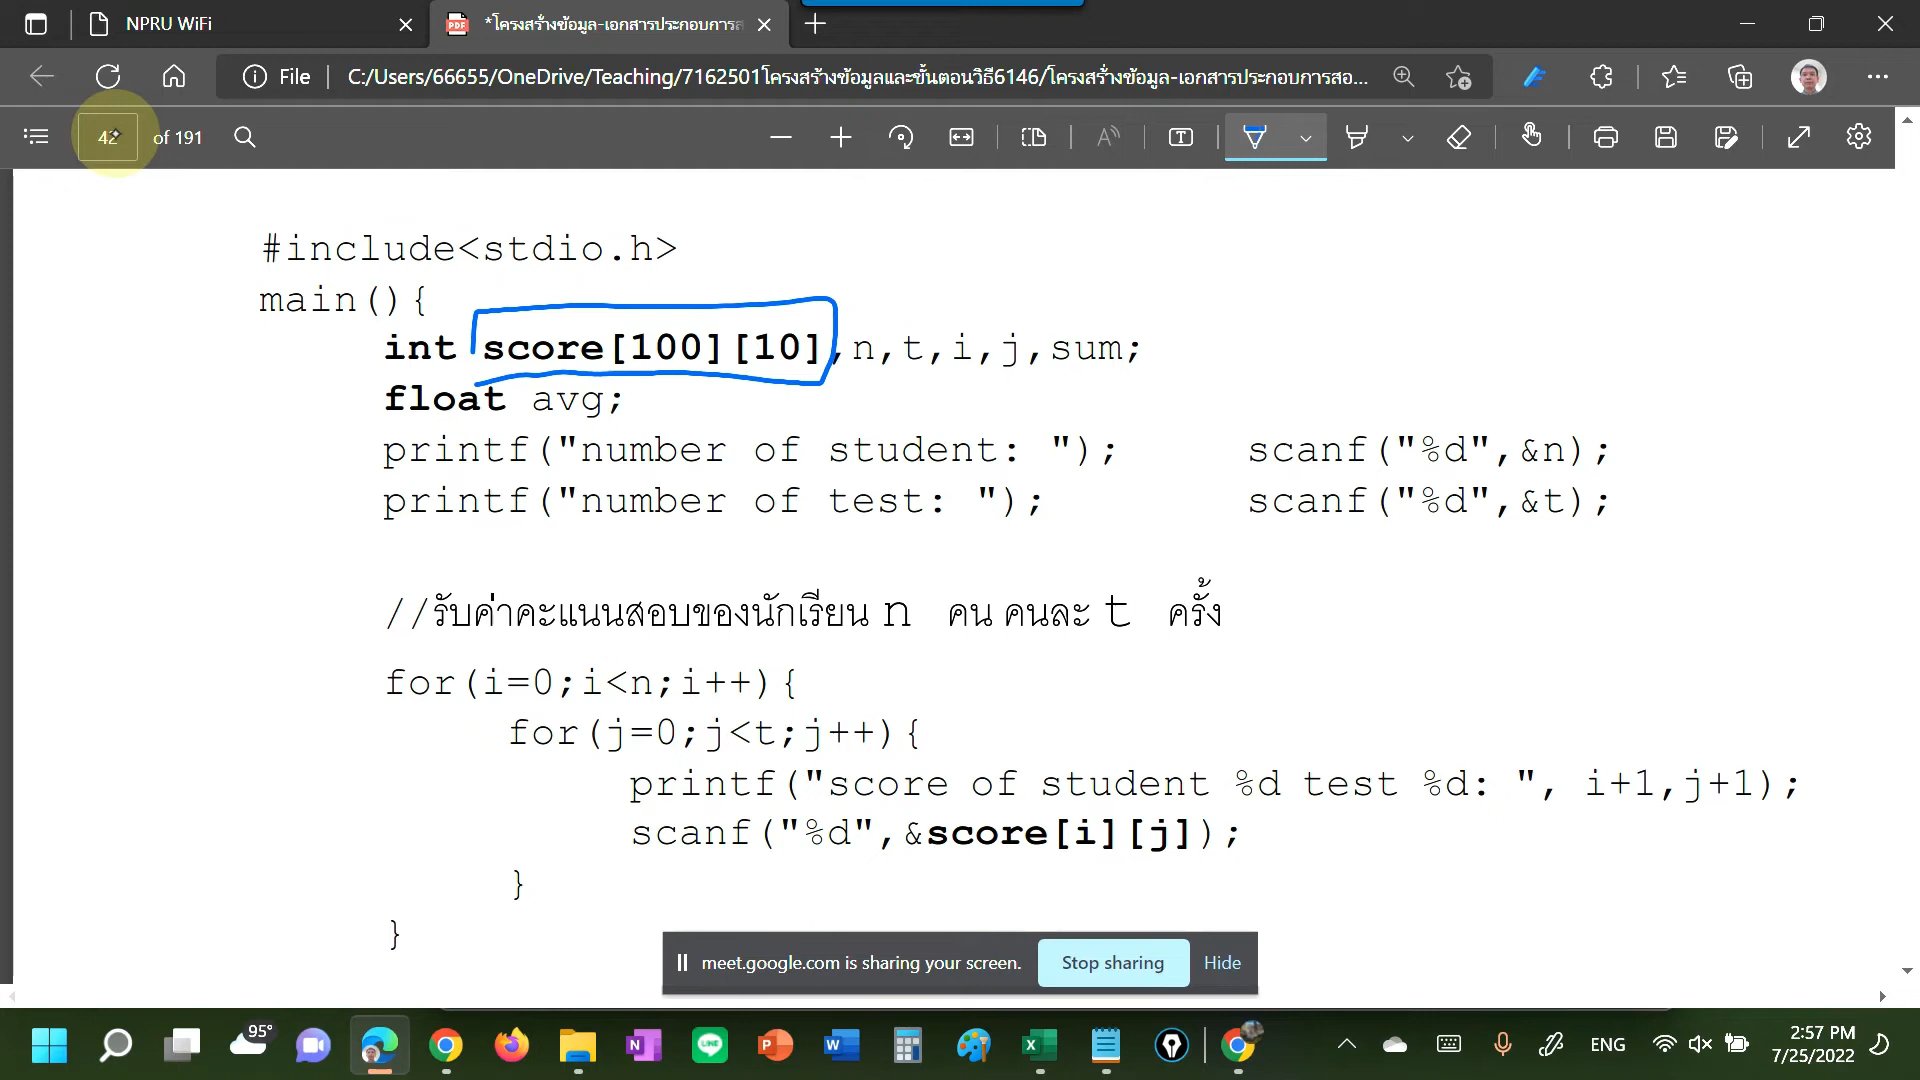 NPRU WiFi
*โครงสร้างข้อมูล-เอกสารประกอบการส
File
C:/Users/66655/OneDrive/Teaching/7162501โครงสร้างข้อมูลและขั้นตอนวิธี6146/โครงสร้างข้อมูล-เอกสารประกอบการสอ...
42 of 191
#include<stdio.h>
main(){
int score[100][10],n,t,i,j,sum;
float avg;
printf("number of student: "); scanf("%d",&n);
printf("number of test: "); scanf("%d",&t);
//รับค่าคะแนนสอบของนักเรียน n คน คนละ t ครั้ง
for(i=0;i<n;i++){
for(j=0;j<t;j++){
printf("score of student %d test %d: ", i+1,j+1);
scanf("%d",&score[i][j]);
}
}
meet.google.com is sharing your screen. Stop sharing Hide
95°
ENG
2:57 PM
7/25/2022